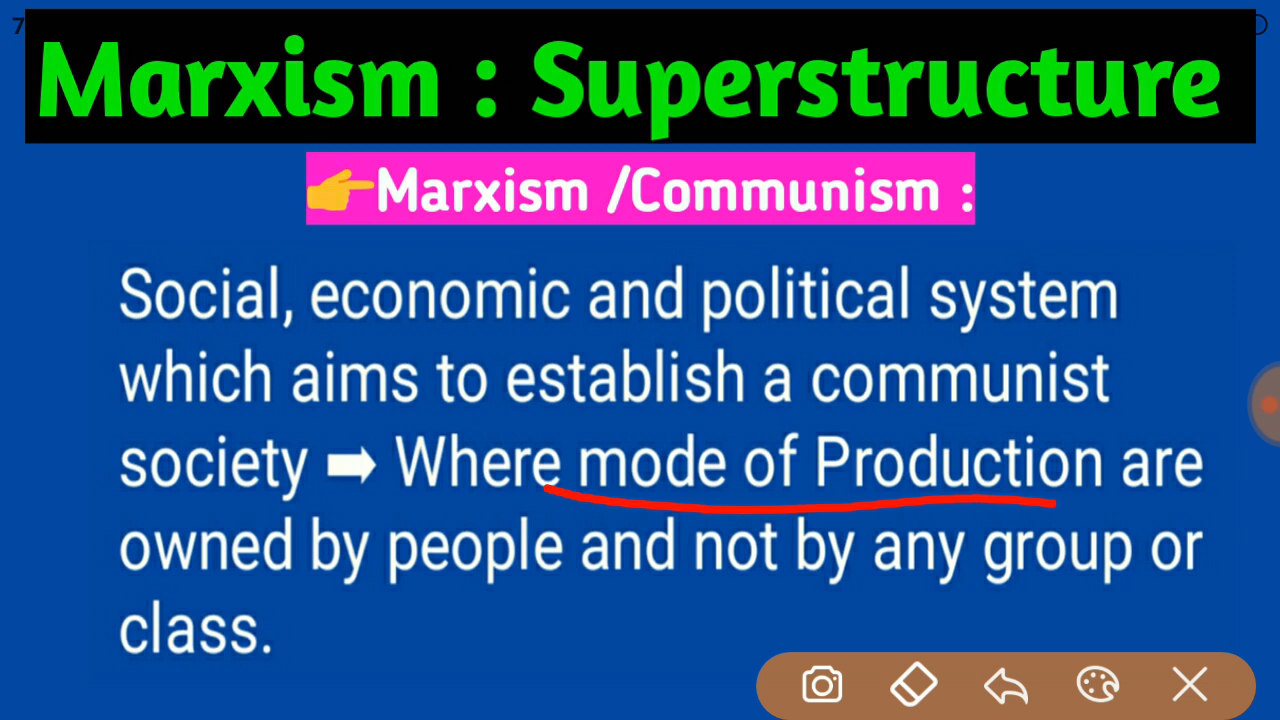 Marxism : Superstructure
👉Marxism /Communism :
Social, economic and political system
which aims to establish a communist
society ➡ Where mode of Production are
owned by people and not by any group or
class.